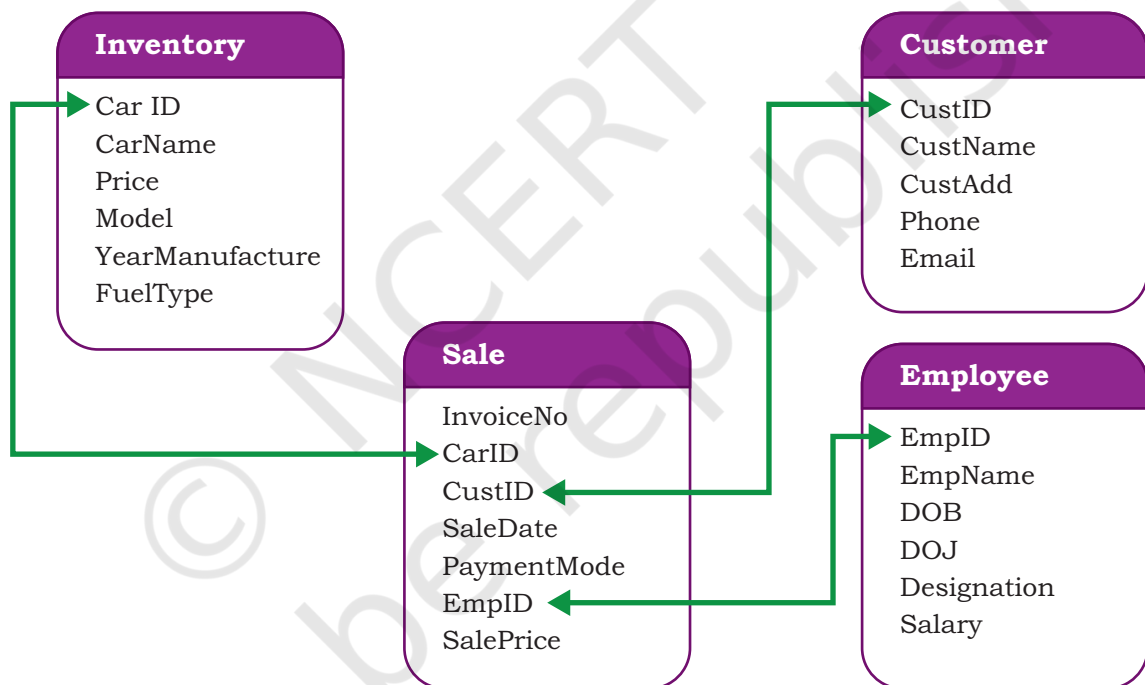 Inventory
Car ID
CarName
Price
Model
YearManufacture
FuelType
Customer
CustID
CustName
CustAdd
Phone
Email
Sale
InvoiceNo
CarID
CustID
SaleDate
PaymentMode
EmpID
SalePrice
Employee
EmpID
EmpName
DOB
DOJ
Designation
Salary
© NCERT
be republis